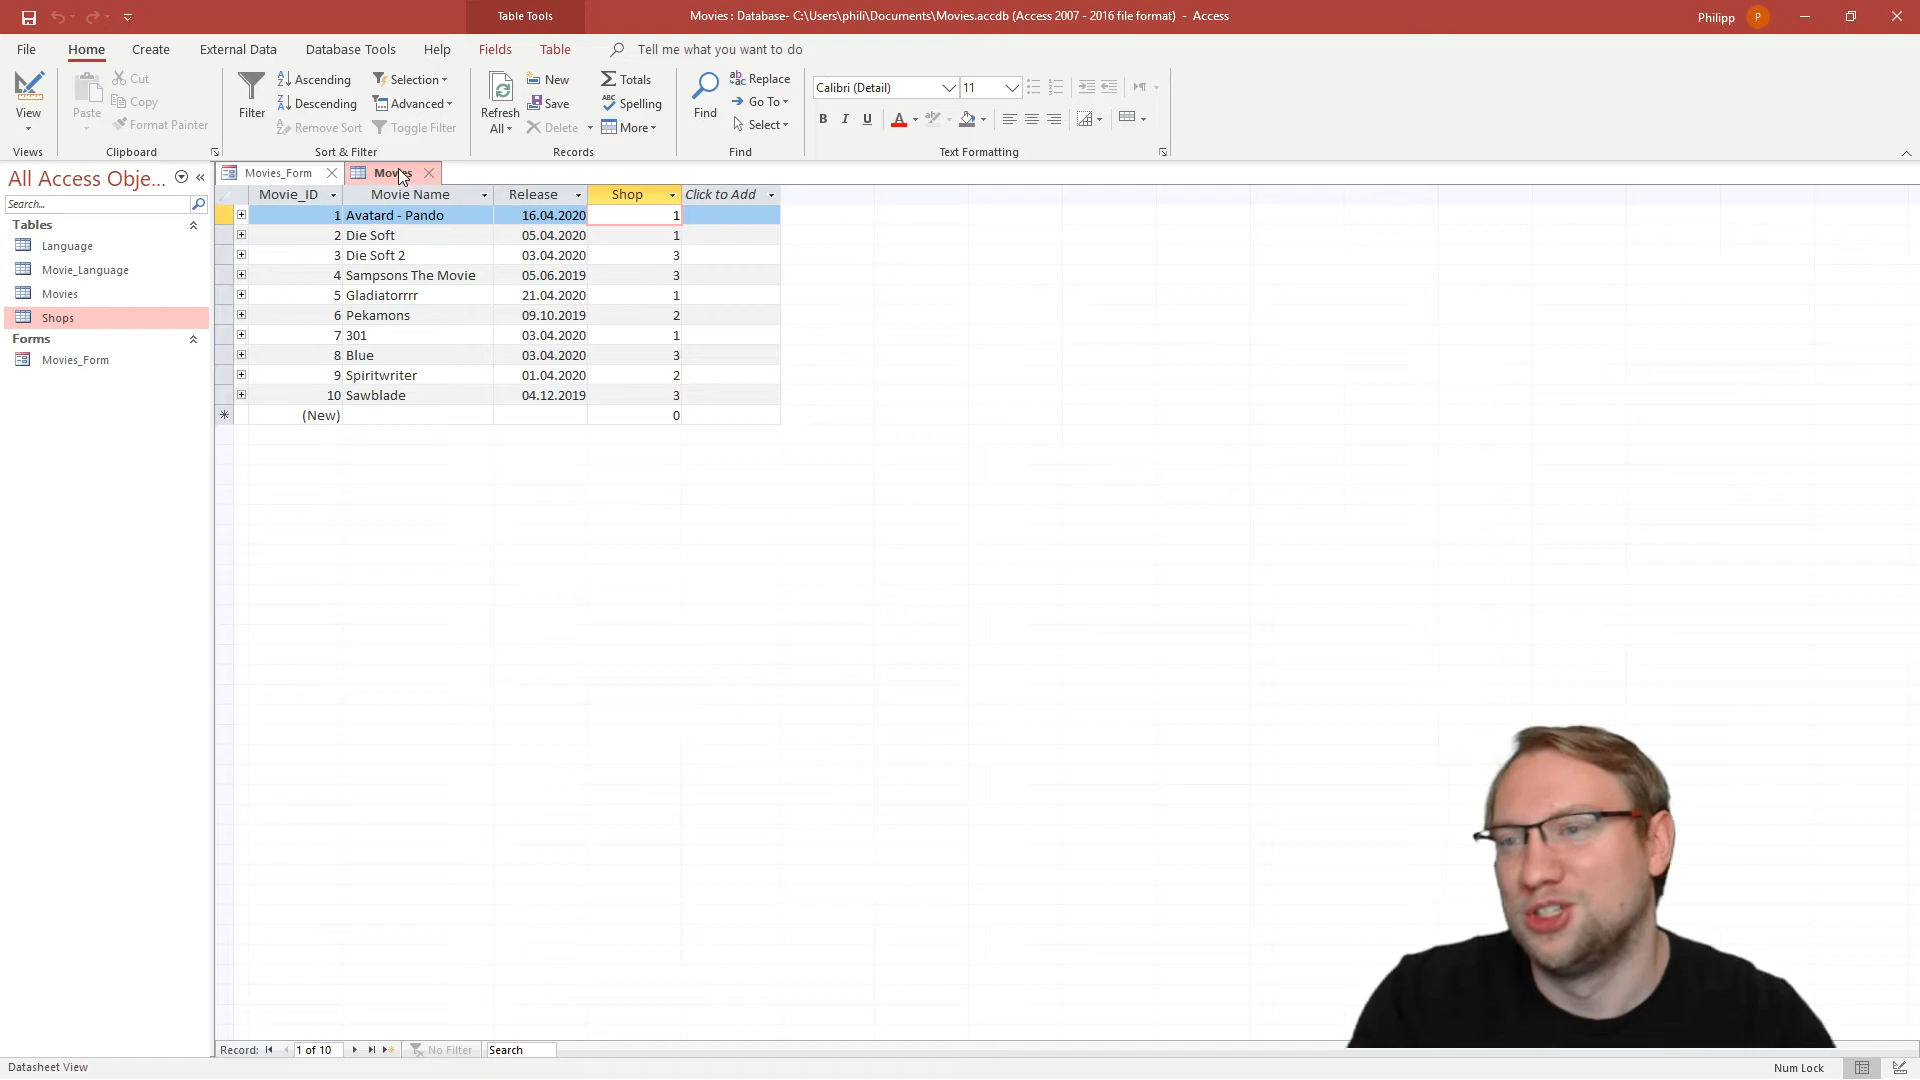 Table Tools
Movies : Database- C:\Users\phili\Documents\Movies.accdb (Access 2007 - 2016 file format) - Access
Philipp P
File Home Create External Data Database Tools Help Fields Table Tell me what you want to do
View
Views
Paste
Cut
Copy
Format Painter
Clipboard
Filter
Ascending
Descending
Remove Sort
Selection
Advanced
Toggle Filter
Sort & Filter
Refresh
All
New
Save
Delete
Totals
Spelling
More
Records
Find
Replace
Go To
Select
Find
Calibri (Detail) 11
B I U A
Text Formatting
All Access Obje...
Search...
Tables
Language
Movie_Language
Movies
Shops
Forms
Movies_Form
Movies_Form Movies
Movie_ID Movie Name Release Shop Click to Add
1 Avatard - Pando 16.04.2020 1
2 Die Soft 05.04.2020 1
3 Die Soft 2 03.04.2020 3
4 Sampsons The Movie 05.06.2019 3
5 Gladiatorrrr 21.04.2020 1
6 Pekamons 09.10.2019 2
7 301 03.04.2020 1
8 Blue 03.04.2020 3
9 Spiritwriter 01.04.2020 2
10 Sawblade 04.12.2019 3
(New) 0
Record: 1 of 10 No Filter Search
Datasheet View
Num Lock